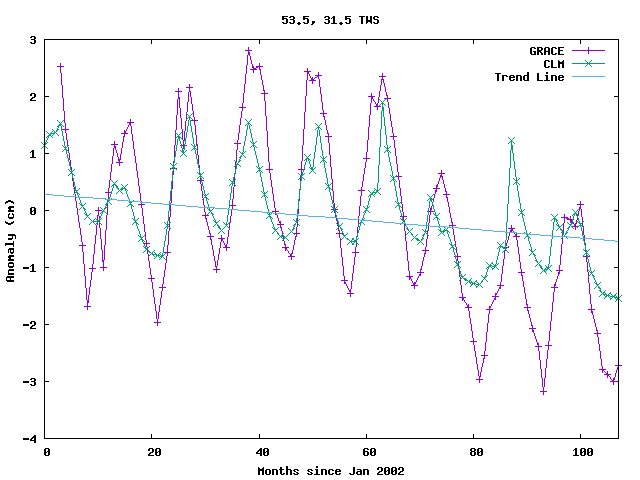 53.5, 31.5 TWS
GRACE
CLM
Trend Line
3
2
1
0
-1
-2
-3
-4
Anomaly (cm)
0 20 40 60 80 100
Months since Jan 2002